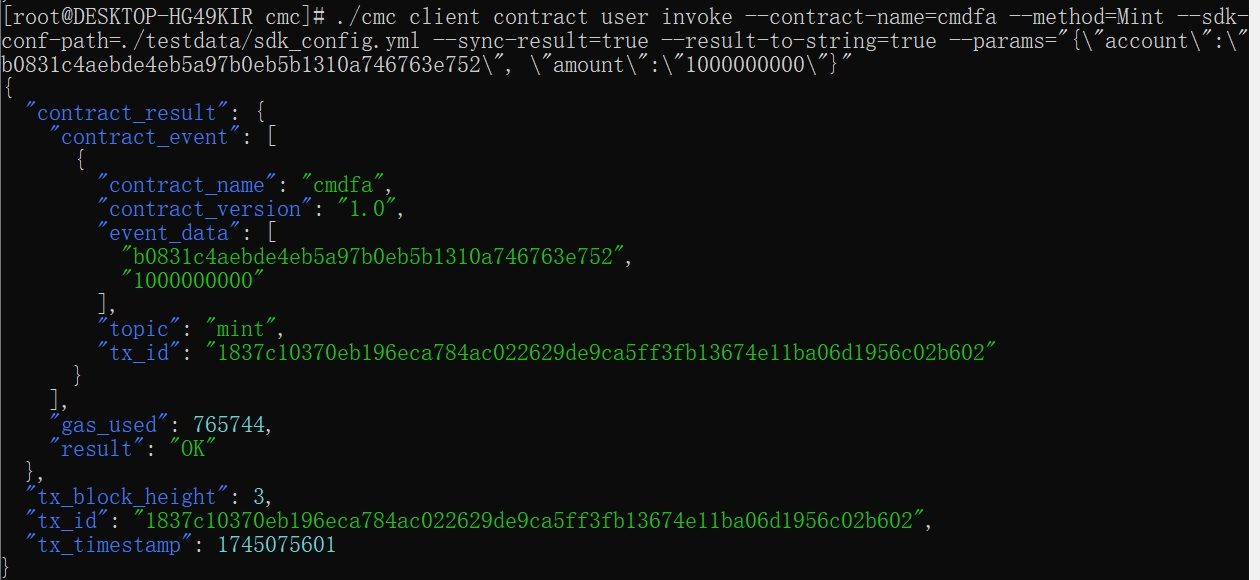 [root@DESKTOP-HG49KIR cmc]# ./cmc client contract user invoke --contract-name=cmdfa --method=Mint --sdk-
conf-path=./testdata/sdk_config.yml --sync-result=true --result-to-string=true --params="{\"account\":\"
b0831c4aebde4eb5a97b0eb5b1310a746763e752\", \"amount\":\"1000000000\"}"
{
  "contract_result": {
    "contract_event": [
      {
        "contract_name": "cmdfa",
        "contract_version": "1.0",
        "event_data": [
          "b0831c4aebde4eb5a97b0eb5b1310a746763e752",
          "1000000000"
        ],
        "topic": "mint",
        "tx_id": "1837c10370eb196eca784ac022629de9ca5ff3fb13674e11ba06d1956c02b602"
      }
    ],
    "gas_used": 765744,
    "result": "OK"
  },
  "tx_block_height": 3,
  "tx_id": "1837c10370eb196eca784ac022629de9ca5ff3fb13674e11ba06d1956c02b602",
  "tx_timestamp": 1745075601
}